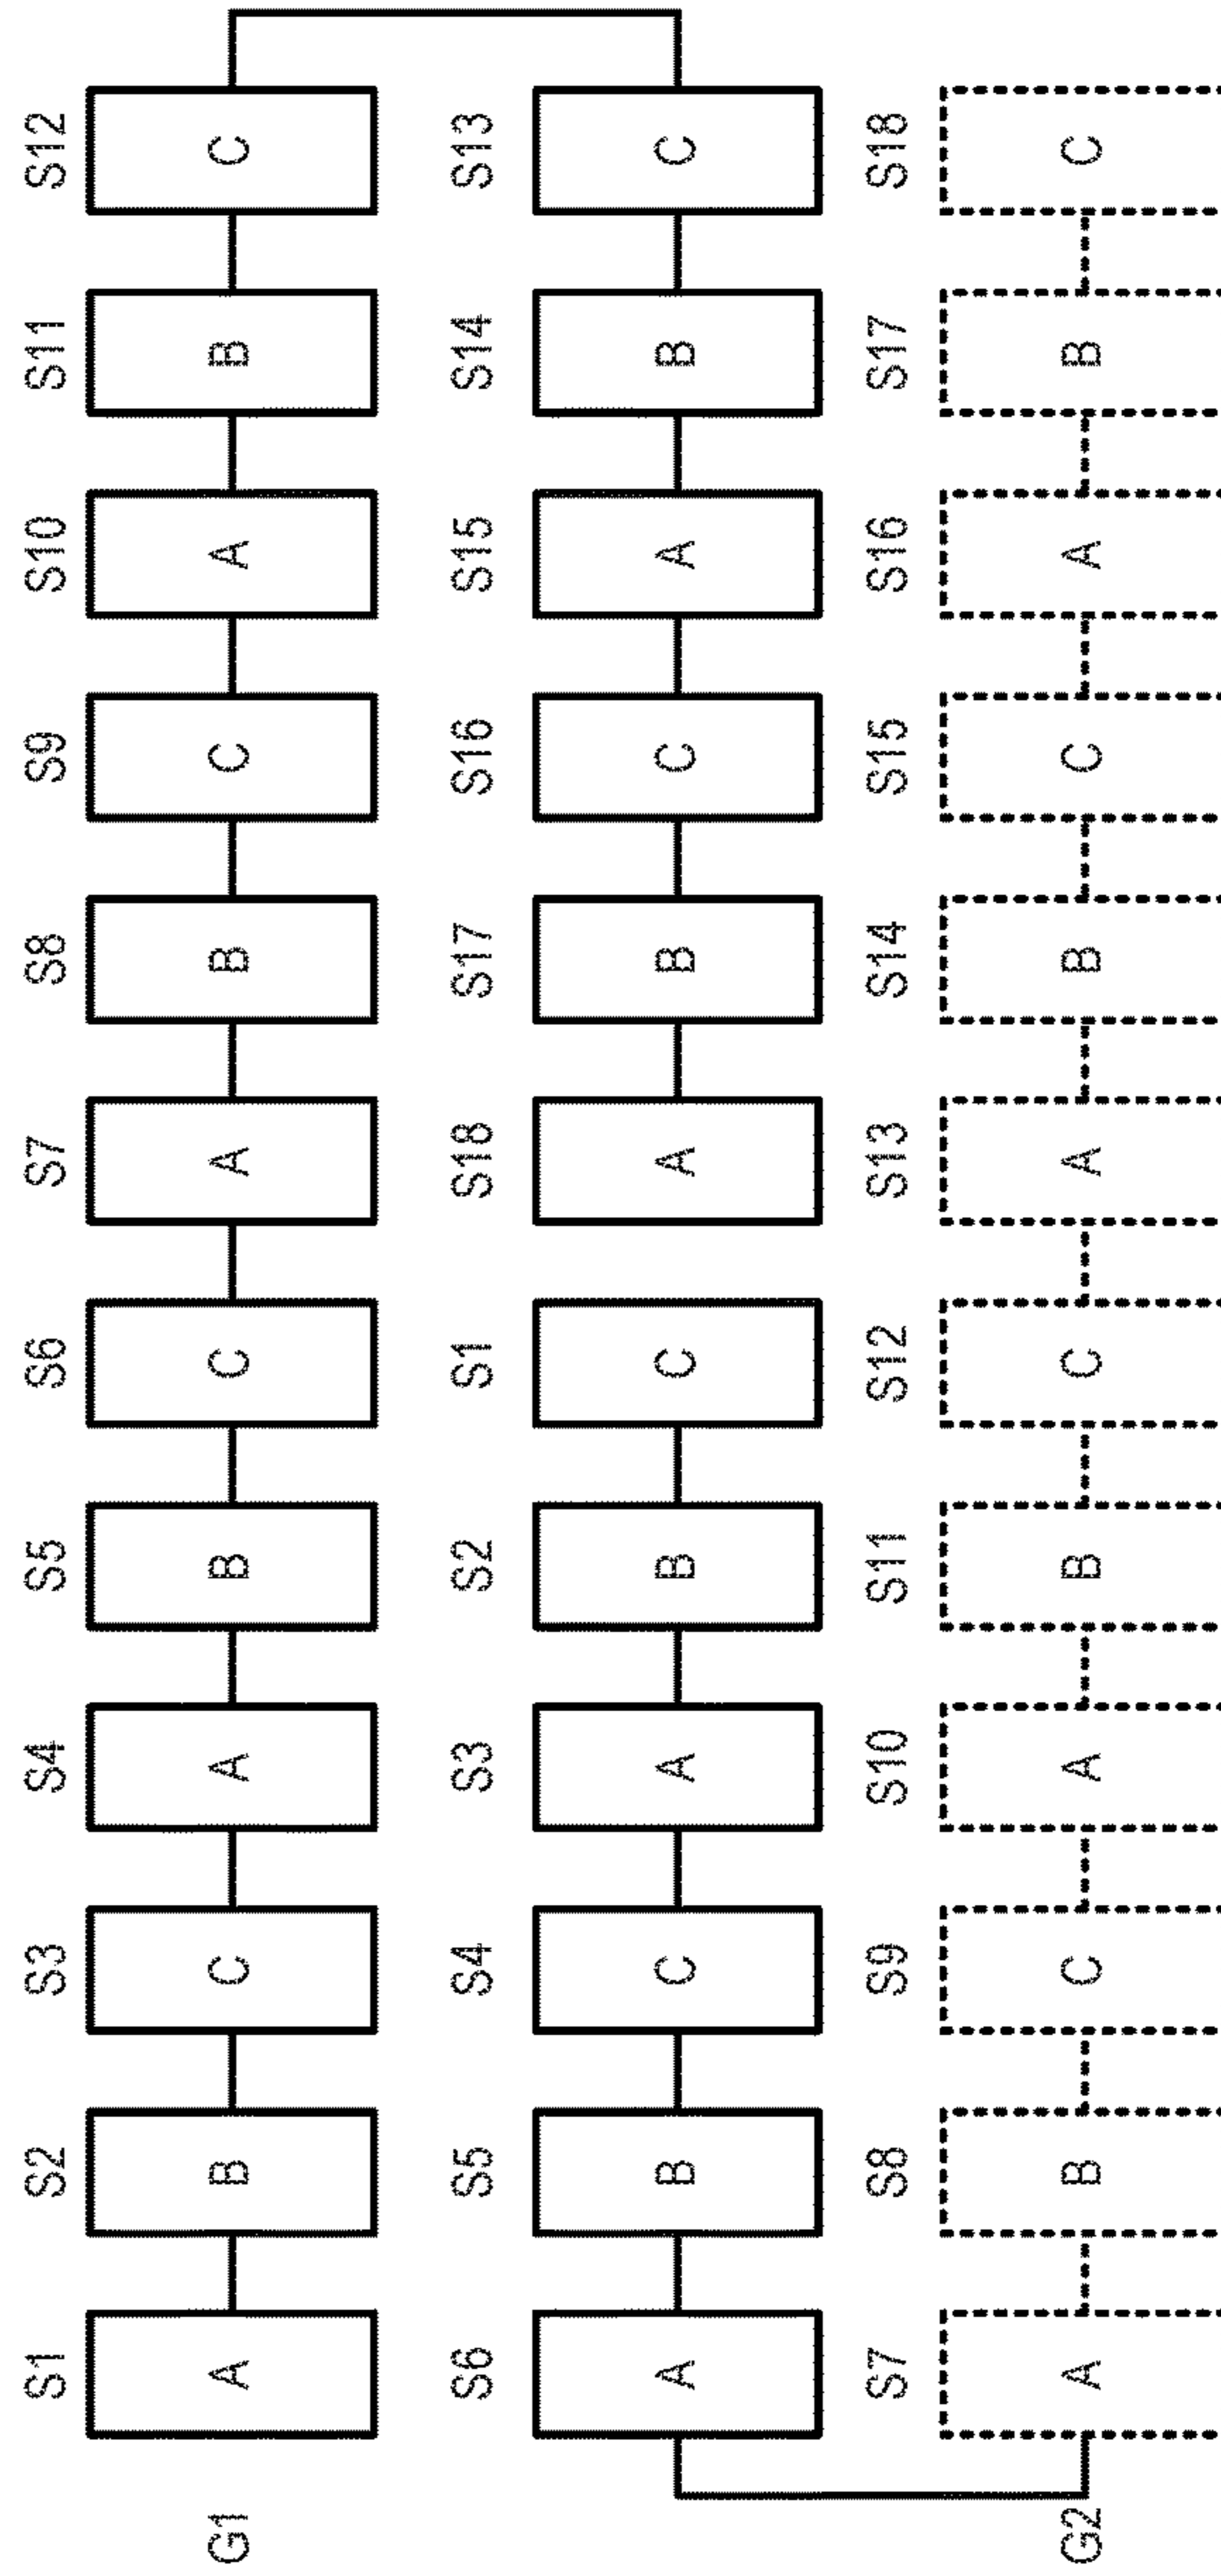 S1 S2 S3 S4 S5 S6 S7 S8 S9 S10 S11 S12
G1 A B C A B C A B C A B C
S6 S5 S4 S3 S2 S1 S18 S17 S16 S15 S14 S13
A B C A B C A B C A B C
S7 S8 S9 S10 S11 S12 S13 S14 S15 S16 S17 S18
G2 A B C A B C A B C A B C